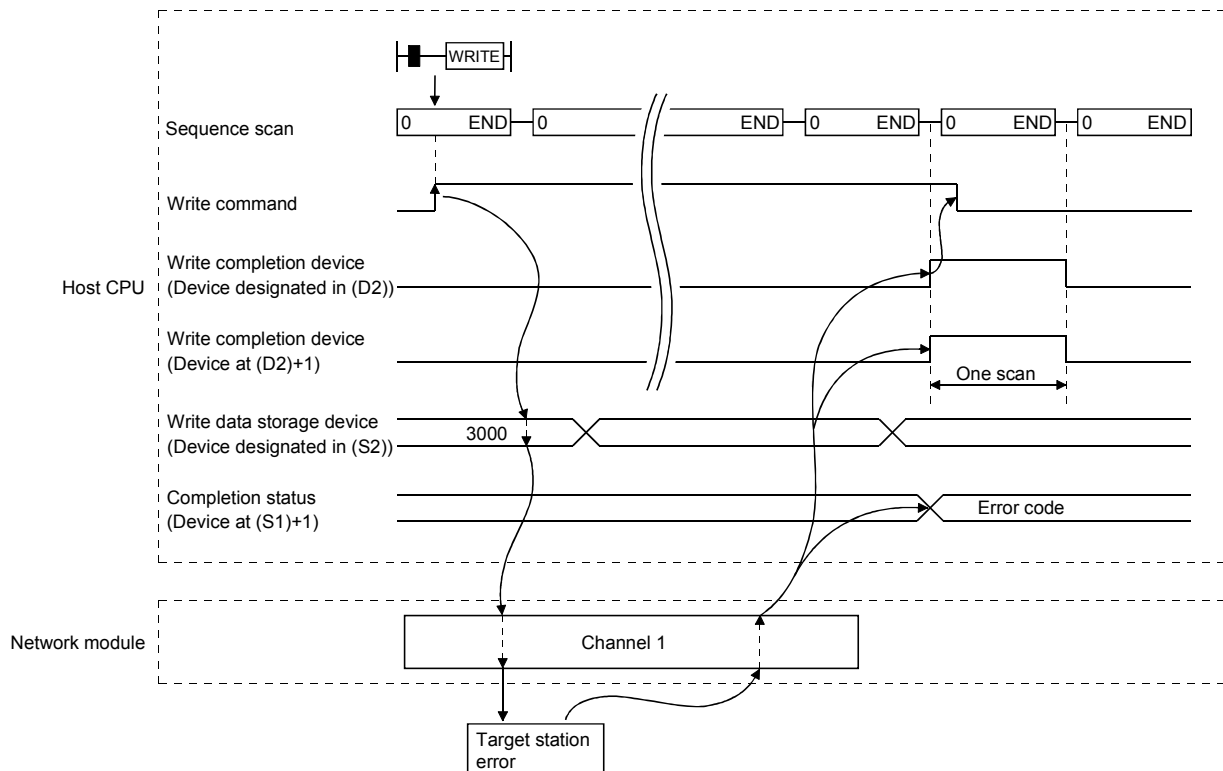 WRITE
Sequence scan
0 END 0 END 0 END 0 END 0 END
Write command
Host CPU
Write completion device
(Device designated in (D2))
Write completion device
(Device at (D2)+1)
One scan
Write data storage device
(Device designated in (S2))
3000
Completion status
(Device at (S1)+1)
Error code
Network module
Channel 1
Target station
error